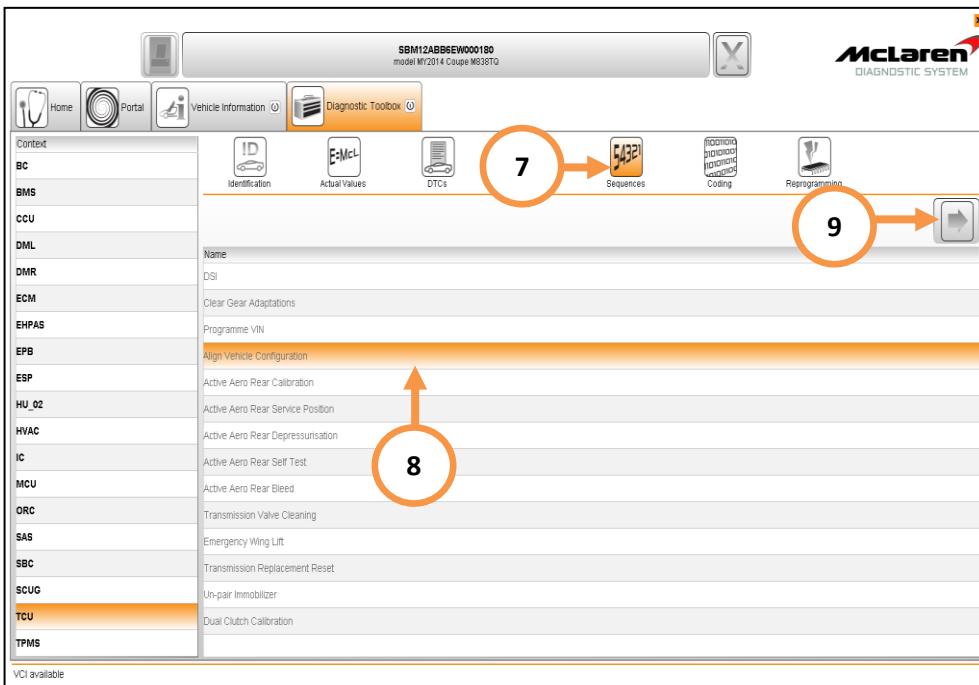 SBM12ABB6EW000180
model MY2014 Coupe M838TQ
McLaren
DIAGNOSTIC SYSTEM
Home
Portal
Vehicle Information
Diagnostic Toolbox
Context
BC
BMS
CCU
DML
DMR
ECM
EHPAS
EPB
ESP
HU_02
HVAC
IC
MCU
ORC
SAS
SBC
SCUG
TCU
TPMS
ID
Identification
E=McL
Actual Values
DTCs
7
54321
Sequences
Coding
Reprogramming
9
Name
DSI
Clear Gear Adaptations
Programme VIN
Align Vehicle Configuration
Active Aero Rear Calibration
Active Aero Rear Service Position
Active Aero Rear Depressurisation
Active Aero Rear Self Test
8
Active Aero Rear Bleed
Transmission Valve Cleaning
Emergency Wing Lift
Transmission Replacement Reset
Un-pair Immobilizer
Dual Clutch Calibration
VCI available